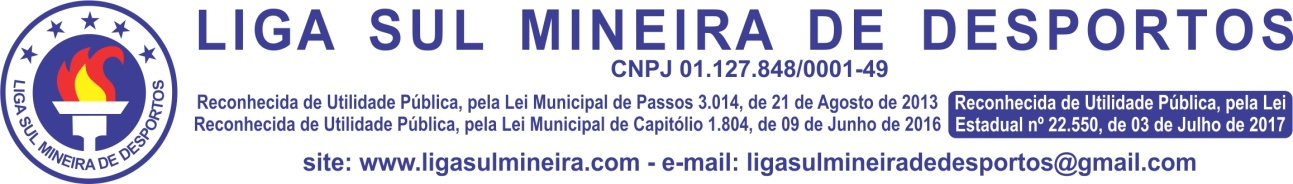 LIGA SUL MINEIRA DE DESPORTOS
LIGA SUL MINEIRA DE DESPORTOS
CNPJ 01.127.848/0001-49
Reconhecida de Utilidade Pública, pela Lei Municipal de Passos 3.014, de 21 de Agosto de 2013
Reconhecida de Utilidade Pública, pela Lei Municipal de Capitólio 1.804, de 09 de Junho de 2016
Reconhecida de Utilidade Pública, pela Lei
Estadual nº 22.550, de 03 de Julho de 2017
site: www.ligasulmineira.com - e-mail: ligasulmineiradedesportos@gmail.com